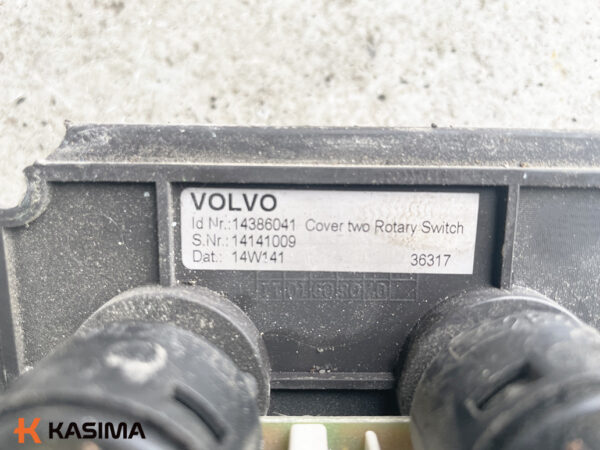 VOLVO
Id Nr.:14386041 Cover two Rotary Switch
S.Nr.:14141009
Dat.: 14W141 36317
KASIMA